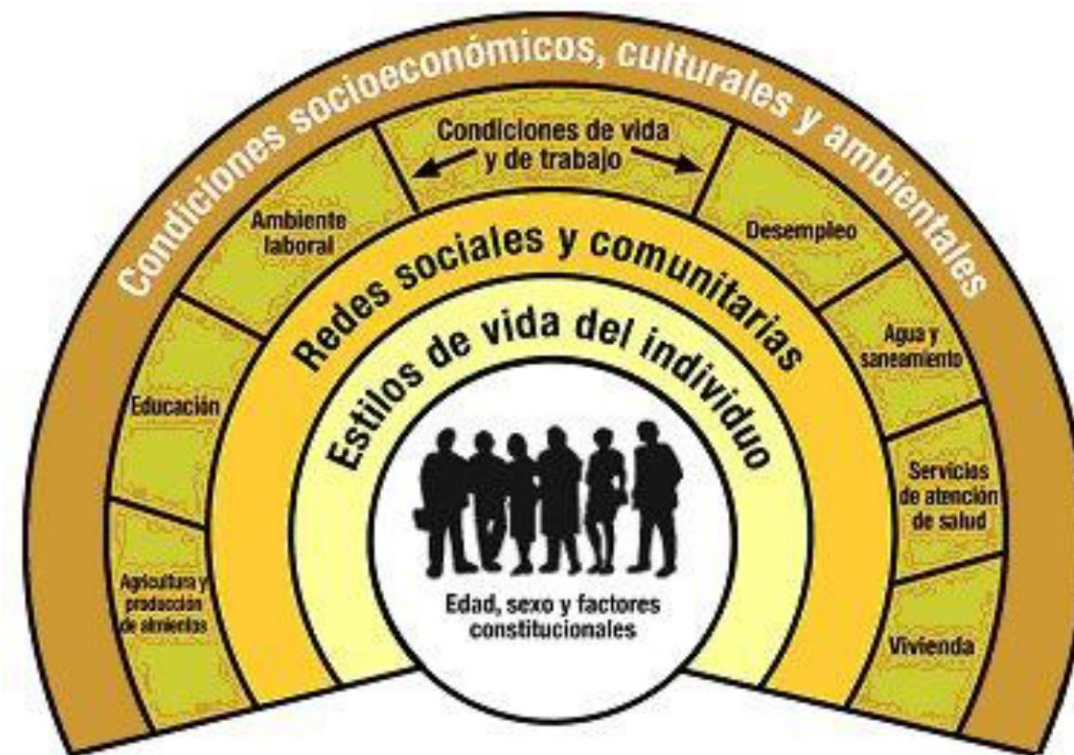 Condiciones socioeconómicos, culturales y ambientales
Condiciones de vida
y de trabajo
Ambiente
laboral
Desempleo
Educación
Agua y
saneamiento
Agricultura y
producción
de almientos
Servicios
de atención
de salud
Vivienda
Redes sociales y comunitarias
Estilos de vida del individuo
Edad, sexo y factores
constitucionales